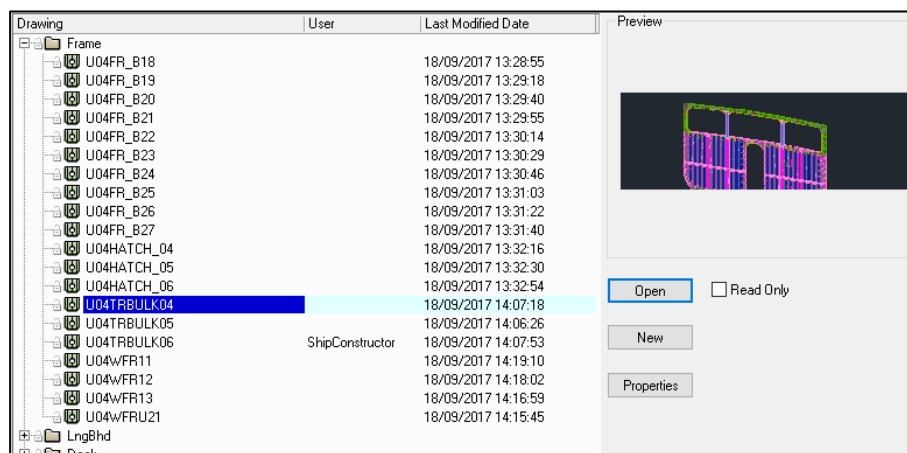 Drawing User Last Modified Date Preview
Frame
U04FR_B18 18/09/2017 13:28:55
U04FR_B19 18/09/2017 13:29:18
U04FR_B20 18/09/2017 13:29:40
U04FR_B21 18/09/2017 13:29:55
U04FR_B22 18/09/2017 13:30:14
U04FR_B23 18/09/2017 13:30:29
U04FR_B24 18/09/2017 13:30:46
U04FR_B25 18/09/2017 13:31:03
U04FR_B26 18/09/2017 13:31:22
U04FR_B27 18/09/2017 13:31:40
U04HATCH_04 18/09/2017 13:32:16
U04HATCH_05 18/09/2017 13:32:30
U04HATCH_06 18/09/2017 13:32:54
U04TRBULK04 18/09/2017 14:07:18
U04TRBULK05 18/09/2017 14:06:26
U04TRBULK06 ShipConstructor 18/09/2017 14:07:53
U04WFR11 18/09/2017 14:19:10
U04WFR12 18/09/2017 14:18:02
U04WFR13 18/09/2017 14:16:59
U04WFRU21 18/09/2017 14:15:45
LngBhd
Open Read Only
New
Properties